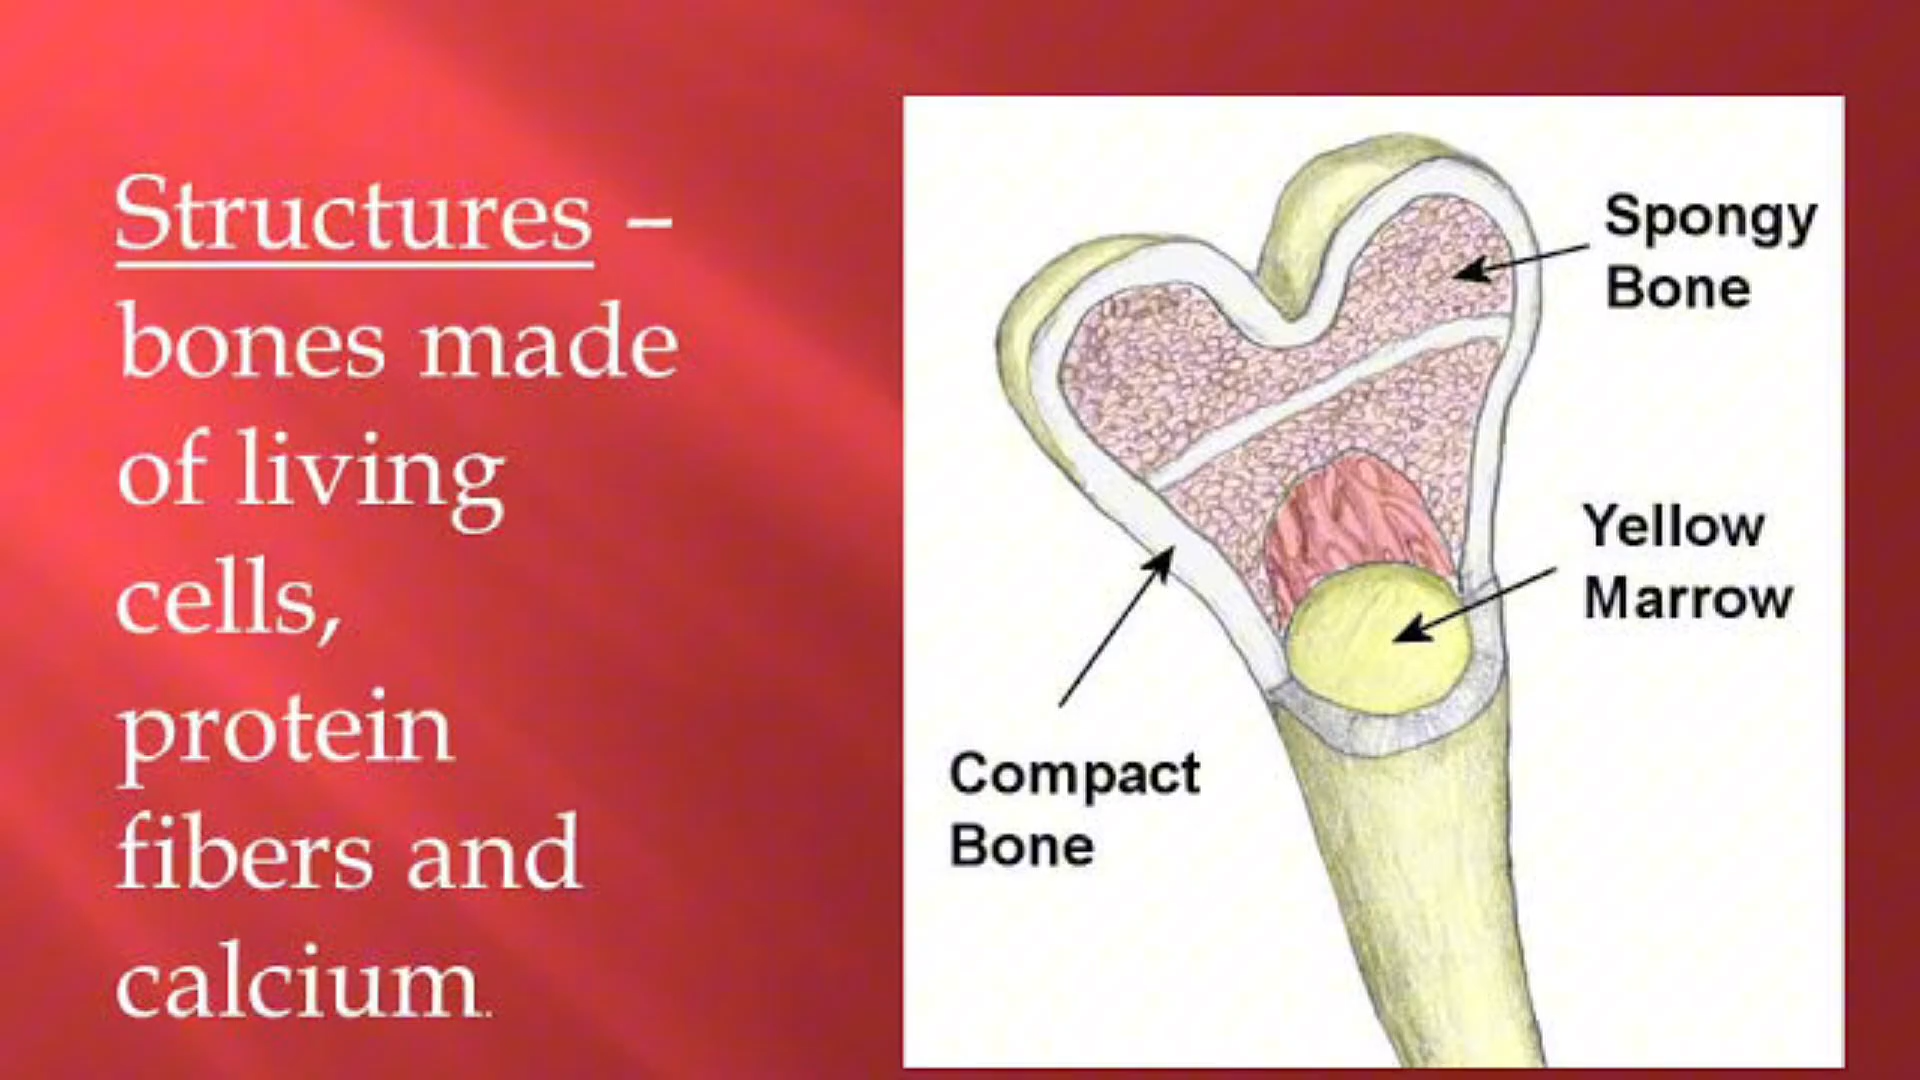 Structures –
bones made
of living
cells,
protein
fibers and
calcium.
Spongy
Bone
Yellow
Marrow
Compact
Bone